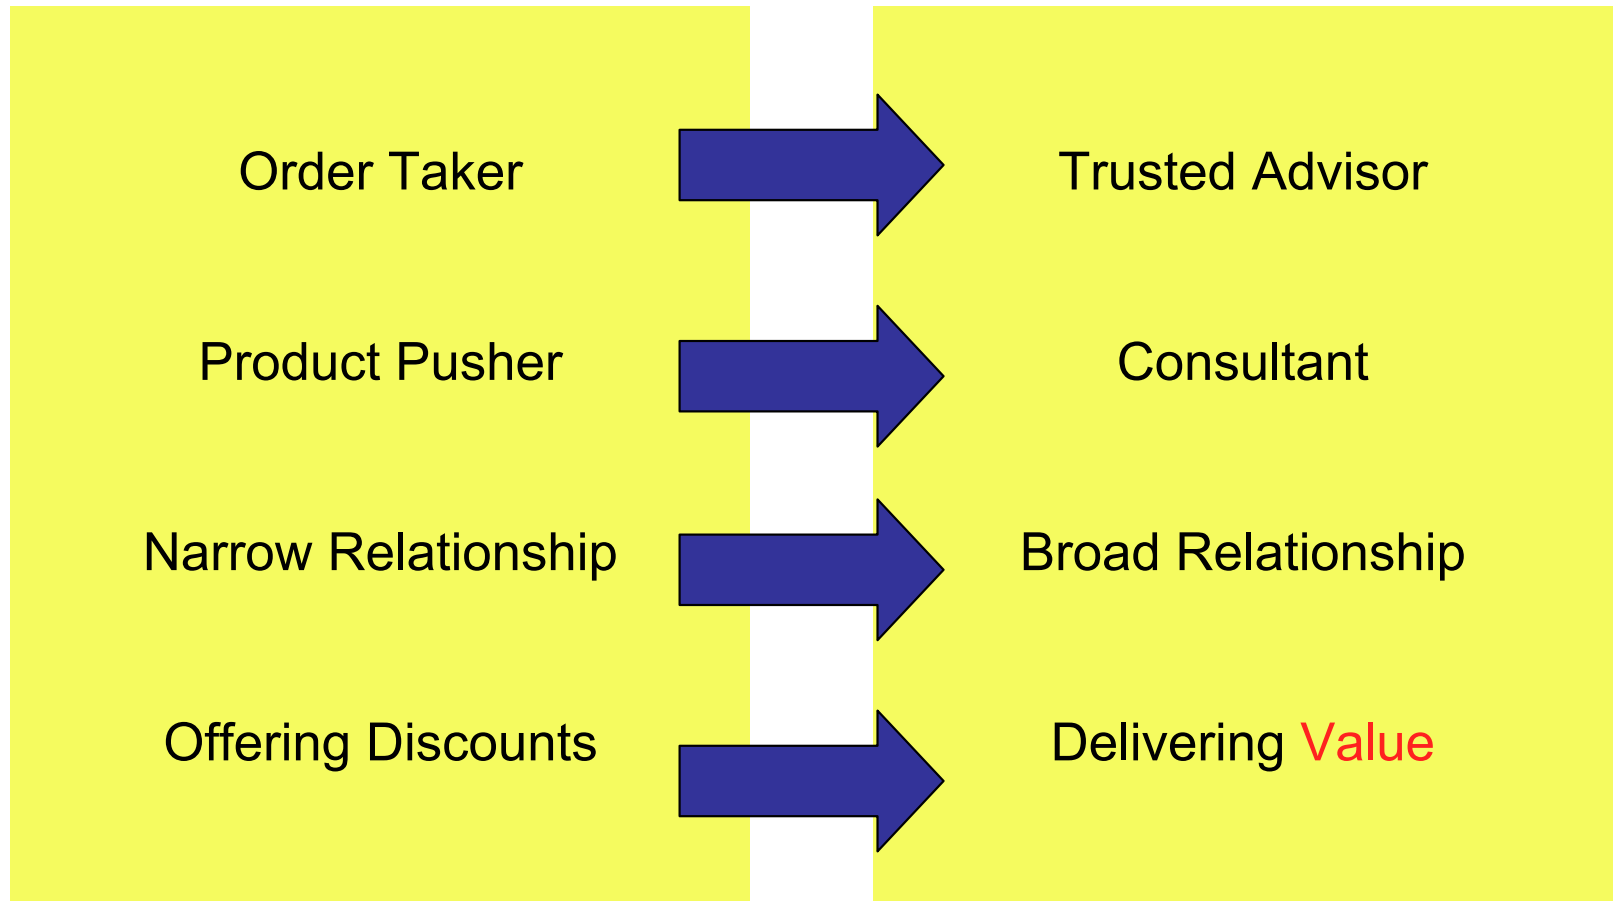 Order Taker
Trusted Advisor
Product Pusher
Consultant
Narrow Relationship
Broad Relationship
Offering Discounts
Delivering Value